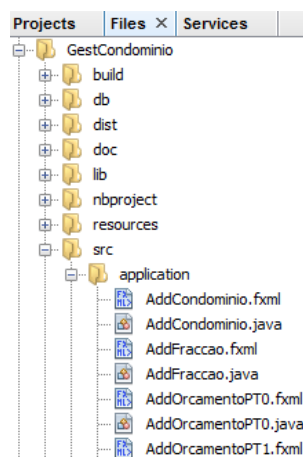 Projects Files × Services
GestCondominio
build
db
dist
doc
lib
nbproject
resources
src
application
AddCondominio.fxml
AddCondominio.java
AddFraccao.fxml
AddFraccao.java
AddOrcamentoPT0.fxml
AddOrcamentoPT0.java
AddOrcamentoPT1.fxml